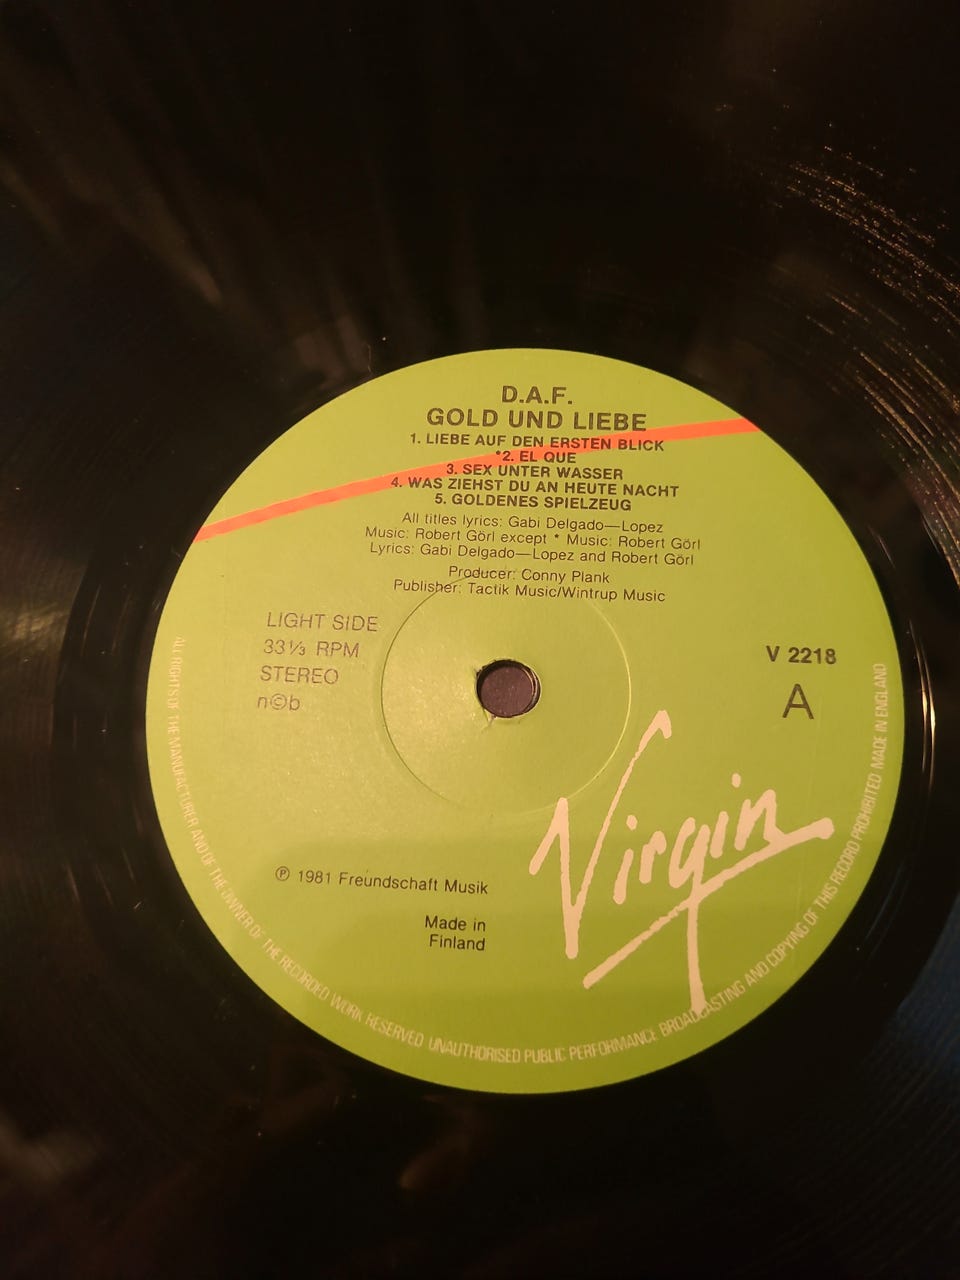 D.A.F.
GOLD UND LIEBE
1. LIEBE AUF DEN ERSTEN BLICK
*2. EL QUE
3. SEX UNTER WASSER
4. WAS ZIEHST DU AN HEUTE NACHT
5. GOLDENES SPIELZEUG
All titles lyrics: Gabi Delgado—Lopez
Music: Robert Görl except * Music: Robert Görl
Lyrics: Gabi Delgado—Lopez and Robert Görl
Producer: Conny Plank
Publisher: Tactik Music/Wintrup Music
LIGHT SIDE
33⅓ RPM
STEREO
n©b
V 2218
A
Virgin
℗ 1981 Freundschaft Musik
Made in
Finland
ALL RIGHTS OF THE MANUFACTURER AND OF THE OWNER OF THE RECORDED WORK RESERVED UNAUTHORISED PUBLIC PERFORMANCE BROADCASTING AND COPYING OF THIS RECORD PROHIBITED MADE IN ENGLAND